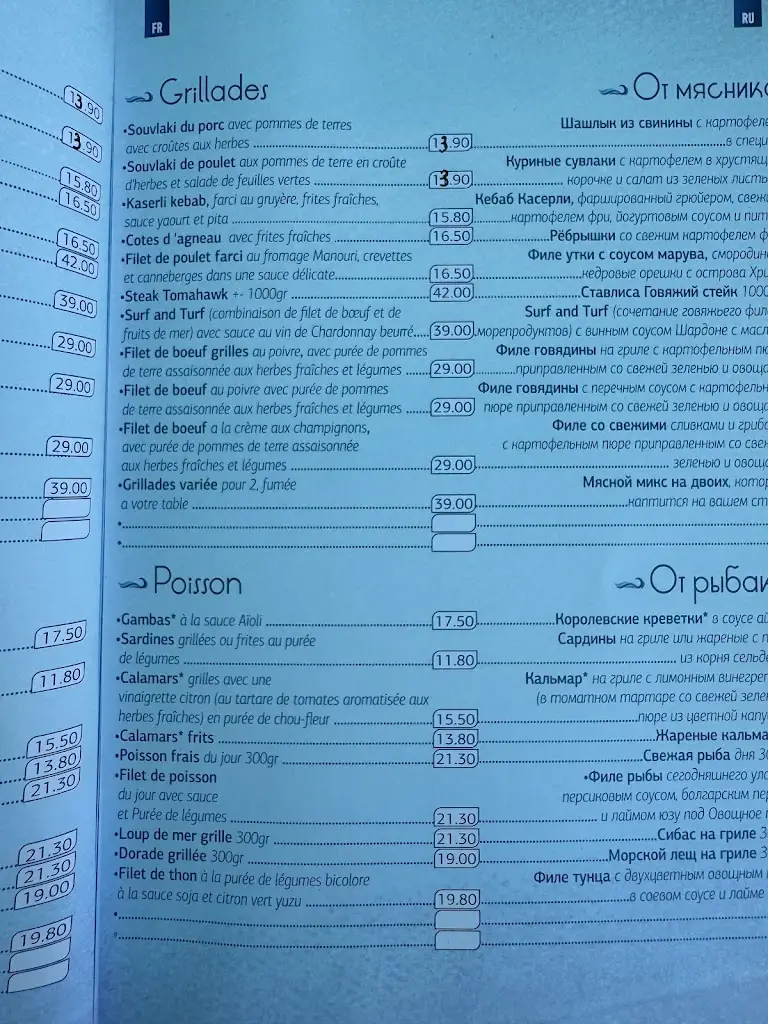 FR
RU
13.90
13.90
15.80
16.50
16.50
42.00
39.00
29.00
29.00
29.00
39.00
17.50
11.80
15.50
13.80
21.30
21.30
21.30
19.00
19.80
Grillades
•Souvlaki du porc avec pommes de terres
avec croûtes aux herbes 13.90
•Souvlaki de poulet aux pommes de terre en croûte
d'herbes et salade de feuilles vertes 13.90
•Kaserli kebab, farci au gruyère, frites fraîches,
sauce yaourt et pita 15.80
•Cotes d 'agneau avec frites fraîches 16.50
•Filet de poulet farci au fromage Manouri, crevettes
et canneberges dans une sauce délicate 16.50
•Steak Tomahawk +- 1000gr 42.00
•Surf and Turf (combinaison de filet de bœuf et de
fruits de mer) avec sauce au vin de Chardonnay beurré 39.00
•Filet de boeuf grilles au poivre, avec purée de pommes
de terre assaisonnée aux herbes fraîches et légumes 29.00
•Filet de boeuf au poivre avec purée de pommes
de terre assaisonnée aux herbes fraîches et légumes 29.00
•Filet de boeuf a la crème aux champignons,
avec purée de pommes de terre assaisonnée
aux herbes fraîches et légumes 29.00
•Grillades variée pour 2, fumée
a votre table 39.00
Poisson
•Gambas* à la sauce Aïoli 17.50
•Sardines grillées ou frites au purée
de légumes 11.80
•Calamars* grilles avec une
vinaigrette citron (au tartare de tomates aromatisée aux
herbes fraîches) en purée de chou-fleur 15.50
•Calamars* frits 13.80
•Poisson frais du jour 300gr 21.30
•Filet de poisson
du jour avec sauce
et Purée de légumes 21.30
•Loup de mer grille 300gr 21.30
•Dorade grillée 300gr 19.00
•Filet de thon à la purée de légumes bicolore
à la sauce soja et citron vert yuzu 19.80
От мясник
Шашлык из свинины с картофеле
в специ
Куриные сувлаки с картофелем в хрустящ
корочке и салат из зеленых листь
Кебаб Касерли, фаршированный грюйером, свежи
картофелем фри, йогуртовым соусом и пит
Рёбрышки со свежим картофелем ф
Филе утки с соусом марува, смородино
кедровые орешки с острова Хри
Ставлиса Говяжий стейк 1000
Surf and Turf (сочетание говяжьего фил
морепродуктов) с винным соусом Шардоне с масл
Филе говядины на гриле с картофельным пю
приправленным со свежей зеленью и овоща
Филе говядины с перечным соусом с картофельн
пюре приправленным со свежей зеленью и овоща
Филе со свежими сливками и грибо
с картофельным пюре приправленным со свеж
зеленью и овоща
Мясной микс на двоих, котор
каптится на вашем ст
От рыбак
Королевские креветки* в соусе ай
Сардины на гриле или жареные с п
из корня сельде
Кальмар* на гриле с лимонным винегрет
(в томатном тартаре со свежей зелен
пюре из цветной капу
Жареные кальма
Свежая рыба дня 30
•Филе рыбы сегодняшнего уло
персиковым соусом, болгарским пер
и лаймом юзу под Овощное п
Сибас на гриле 3
Морской лещ на гриле 3
Филе тунца с двухцветным овощным
в соевом соусе и лайме